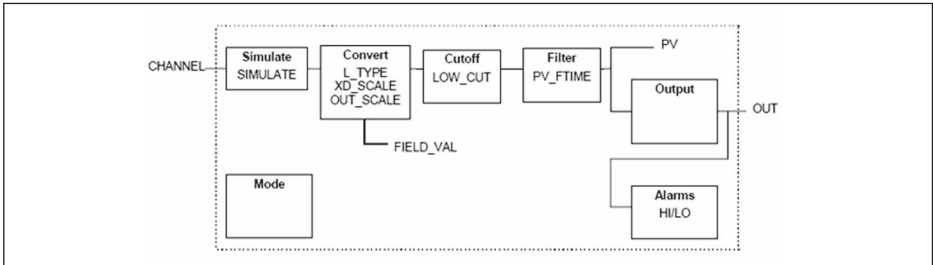 CHANNEL
Simulate
SIMULATE
Convert
L_TYPE
XD_SCALE
OUT_SCALE
FIELD_VAL
Cutoff
LOW_CUT
Filter
PV_FTIME
PV
Output
OUT
Mode
Alarms
HI/LO